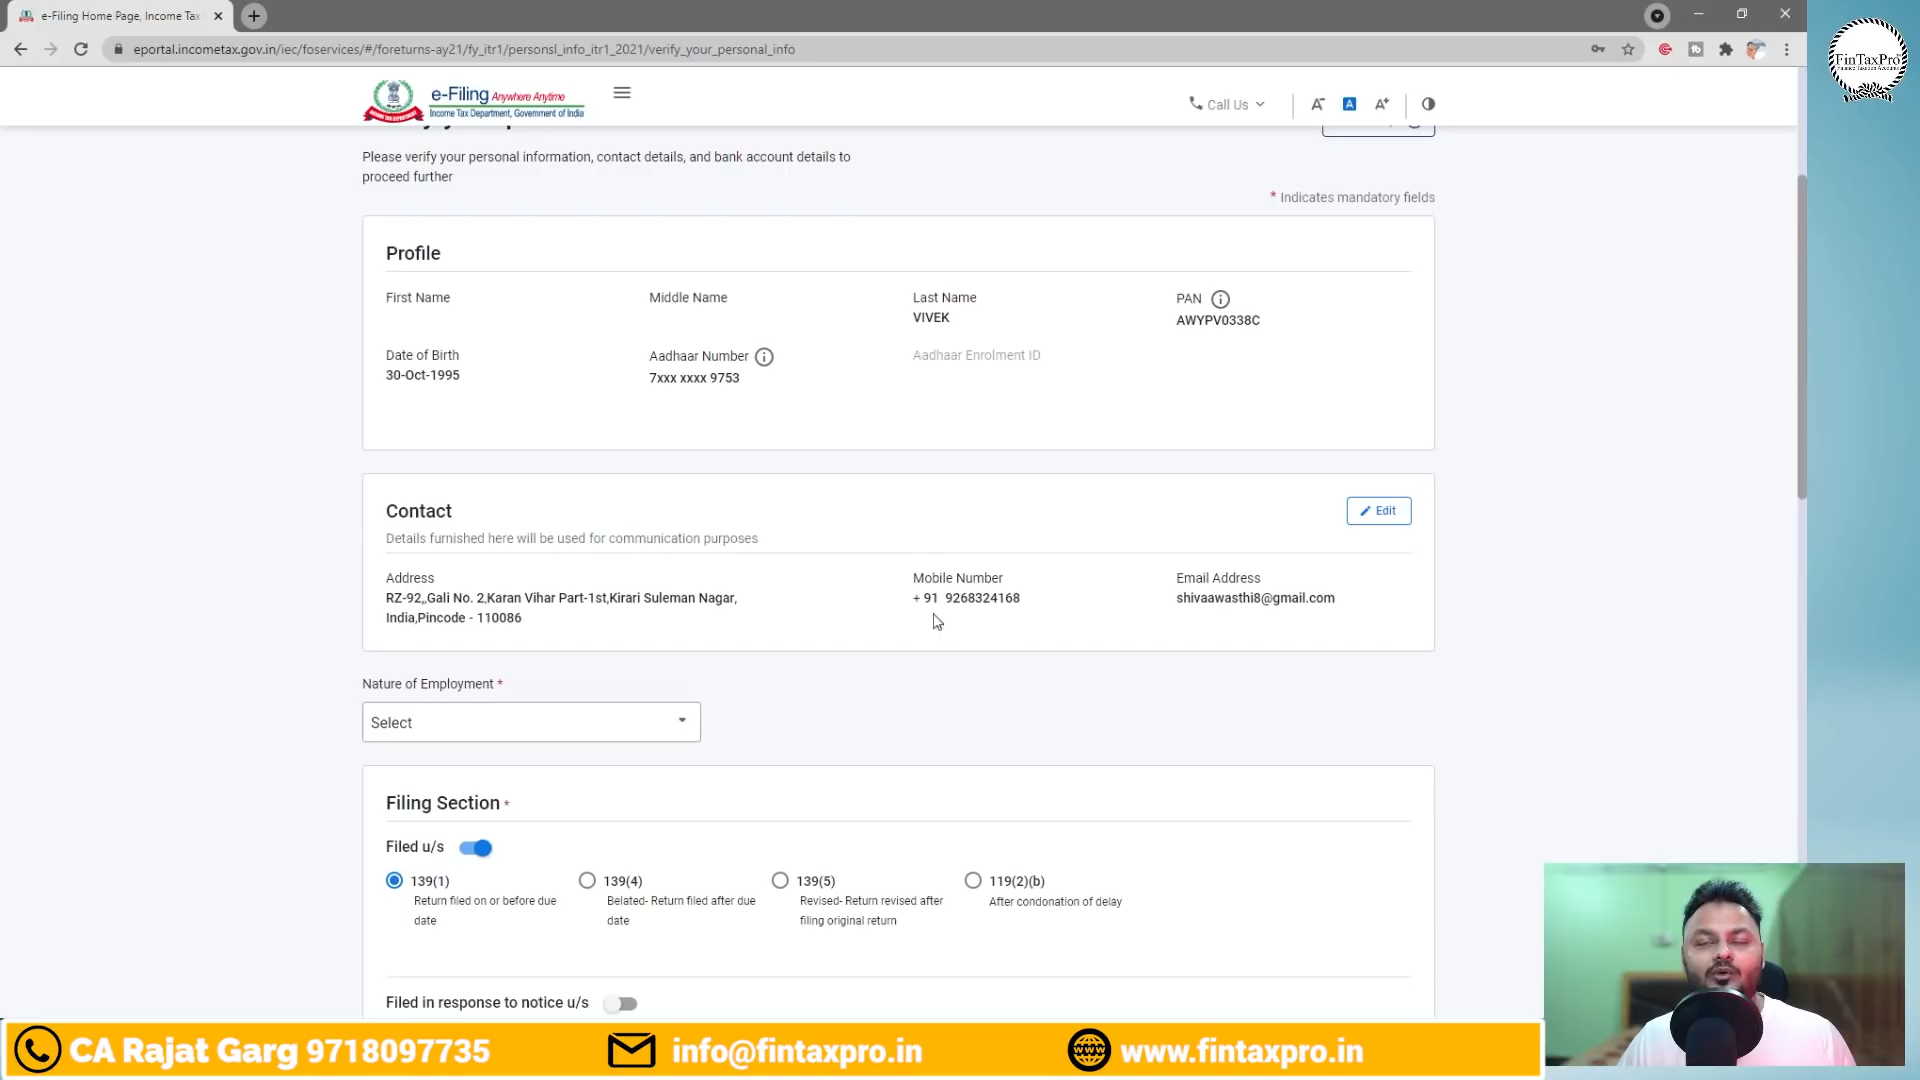 e-Filing Home Page, Income Tax
eportal.incometax.gov.in/iec/foservices/#/foreturns-ay21/fy_itr1/personsl_info_itr1_2021/verify_your_personal_info
FinTaxPro
e-Filing Anywhere Anytime
Income Tax Department, Government of India
Call Us
A-
A
A+
Please verify your personal information, contact details, and bank account details to
proceed further
* Indicates mandatory fields
Profile
First Name
Middle Name
Last Name
VIVEK
PAN
AWYPV0338C
Date of Birth
30-Oct-1995
Aadhaar Number
7xxx xxxx 9753
Aadhaar Enrolment ID
Contact
Edit
Details furnished here will be used for communication purposes
Address
RZ-92,,Gali No. 2,Karan Vihar Part-1st,Kirari Suleman Nagar,
India,Pincode - 110086
Mobile Number
+ 91 9268324168
Email Address
shivaawasthi8@gmail.com
Nature of Employment *
Select
Filing Section *
Filed u/s
139(1)
Return filed on or before due
date
139(4)
Belated- Return filed after due
date
139(5)
Revised- Return revised after
filing original return
119(2)(b)
After condonation of delay
Filed in response to notice u/s
CA Rajat Garg 9718097735
info@fintaxpro.in
www.fintaxpro.in